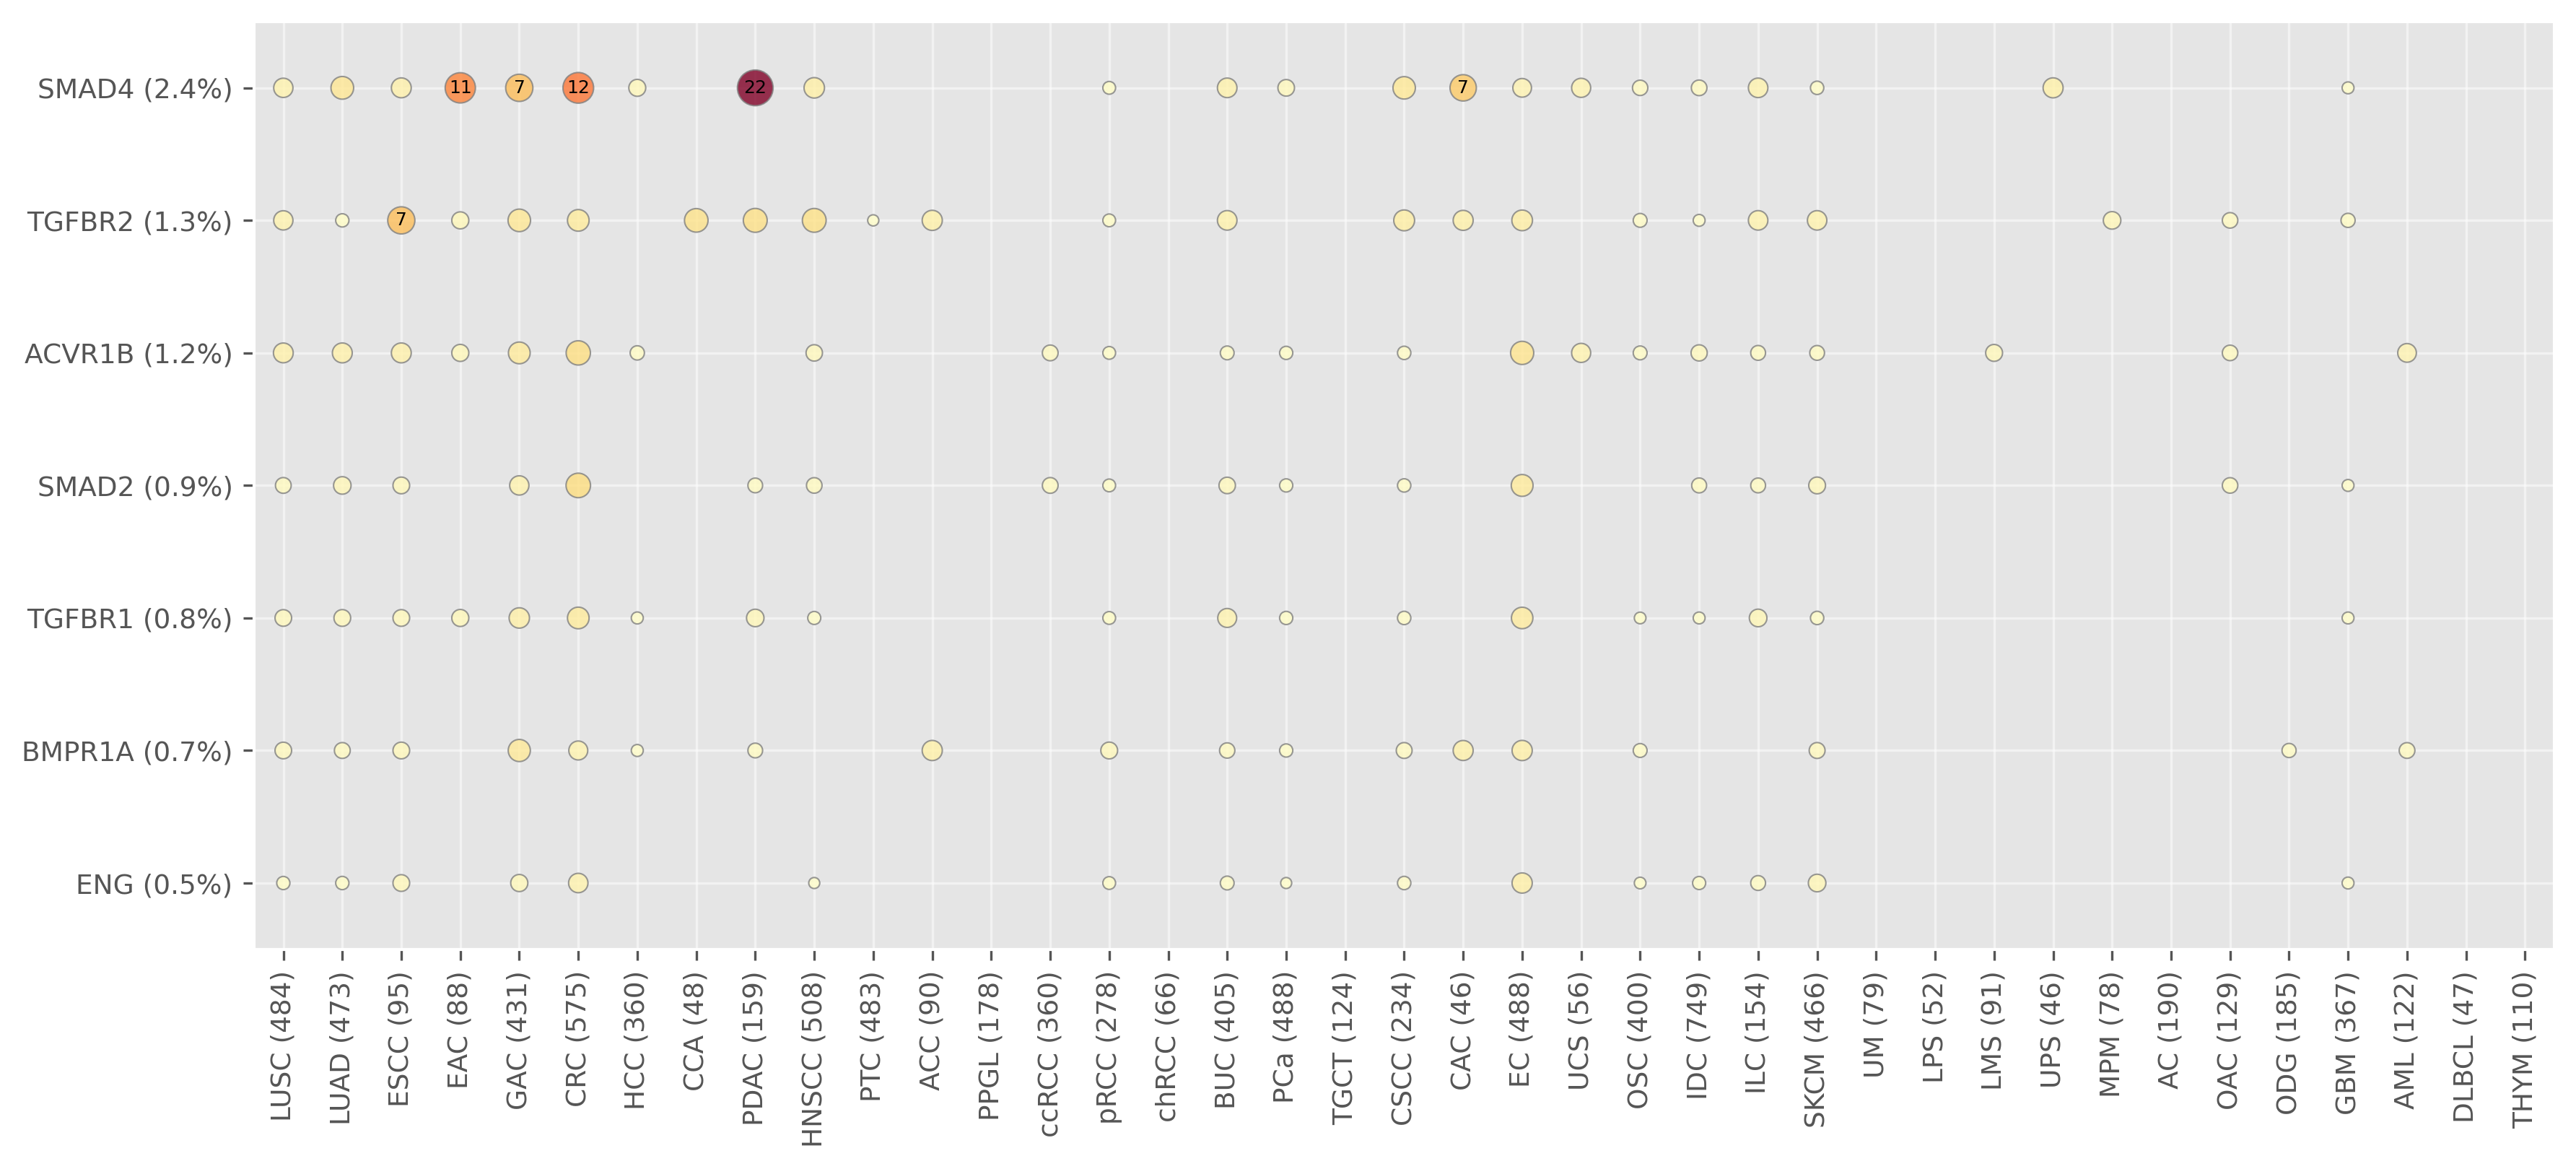 SMAD4 (2.4%)
11
7
12
22
7
TGFBR2 (1.3%)
7
ACVR1B (1.2%)
SMAD2 (0.9%)
TGFBR1 (0.8%)
BMPR1A (0.7%)
ENG (0.5%)
LUSC (484)
LUAD (473)
ESCC (95)
EAC (88)
GAC (431)
CRC (575)
HCC (360)
CCA (48)
PDAC (159)
HNSCC (508)
PTC (483)
ACC (90)
PPGL (178)
ccRCC (360)
pRCC (278)
chRCC (66)
BUC (405)
PCa (488)
TGCT (124)
CSCC (234)
CAC (46)
EC (488)
UCS (56)
OSC (400)
IDC (749)
ILC (154)
SKCM (466)
UM (79)
LPS (52)
LMS (91)
UPS (46)
MPM (78)
AC (190)
OAC (129)
ODG (185)
GBM (367)
AML (122)
DLBCL (47)
THYM (110)